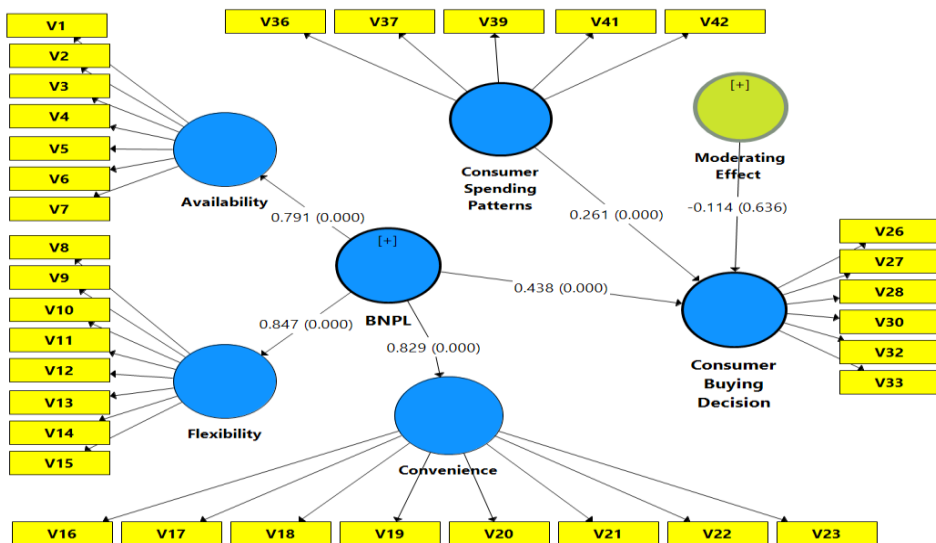 V1
V2
V3
V4
V5
V6
V7
V36
V37
V39
V41
V42
[+]
Availability
Consumer
Spending
Patterns
Moderating
Effect
0.791 (0.000)
0.261 (0.000)
-0.114 (0.636)
V8
V9
V10
V11
V12
V13
V14
V15
[+]
BNPL
0.438 (0.000)
0.847 (0.000)
0.829 (0.000)
V26
V27
V28
V30
V32
V33
Consumer
Buying
Decision
Flexibility
Convenience
V16
V17
V18
V19
V20
V21
V22
V23